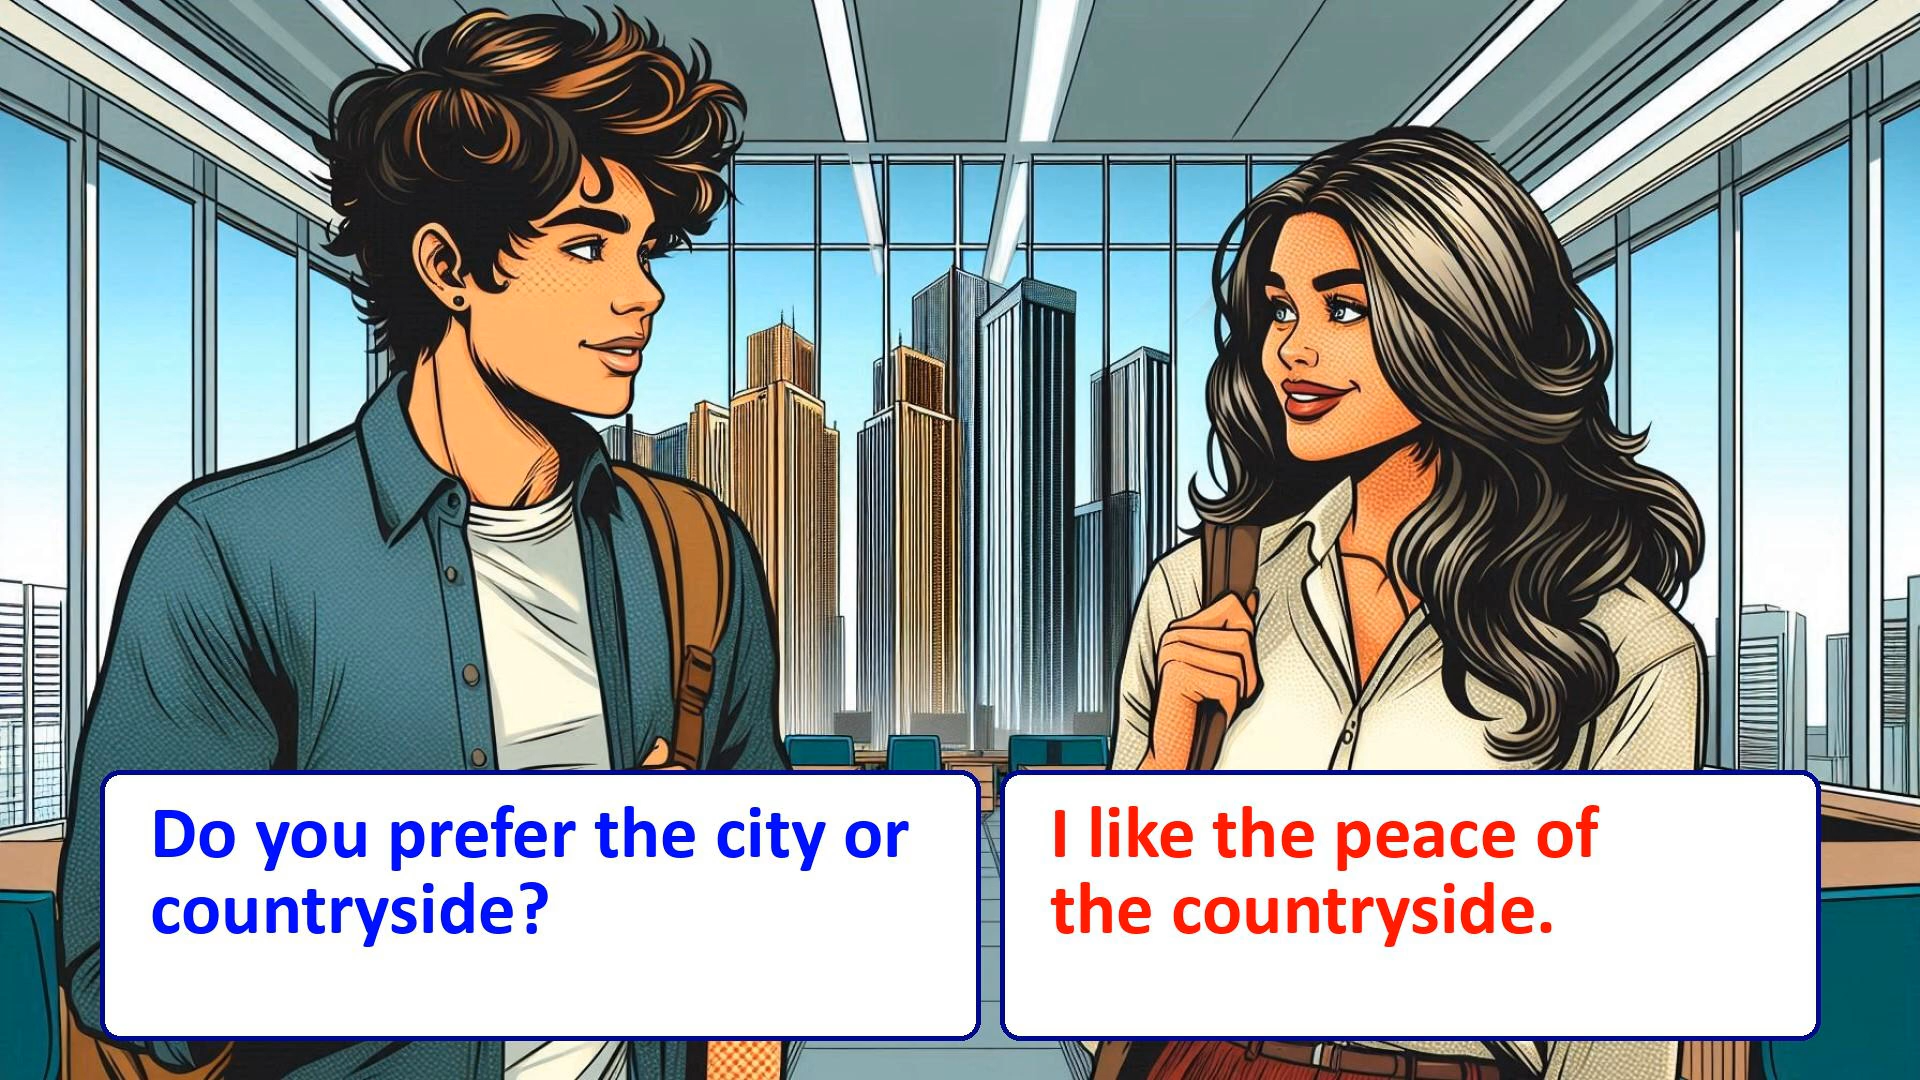 Do you prefer the city or
countryside?
I like the peace of
the countryside.